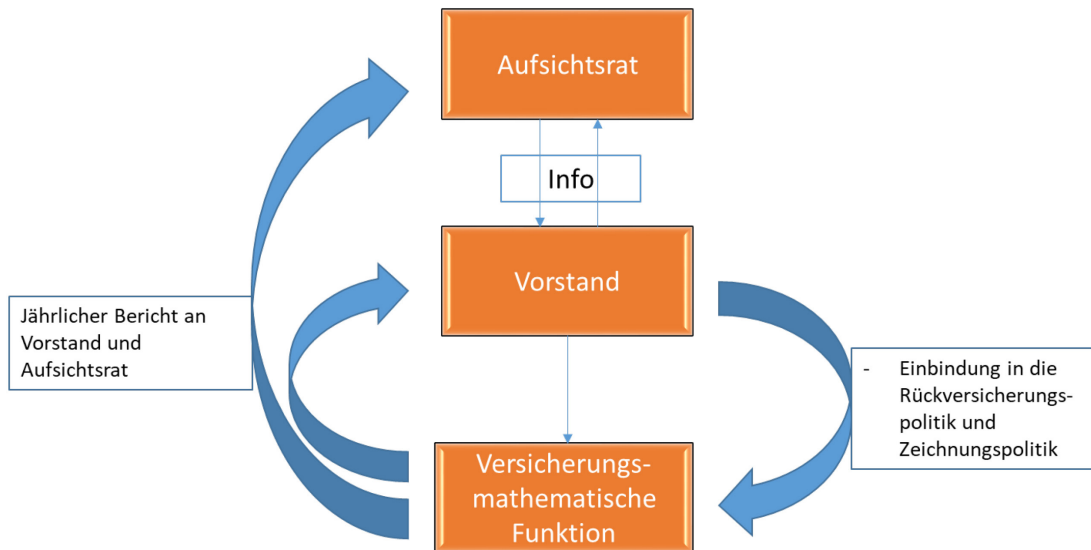 Aufsichtsrat
Info
Vorstand
Jährlicher Bericht an
Vorstand und
Aufsichtsrat
- Einbindung in die
Rückversicherungs-
politik und
Zeichnungspolitik
Versicherungs-
mathematische
Funktion